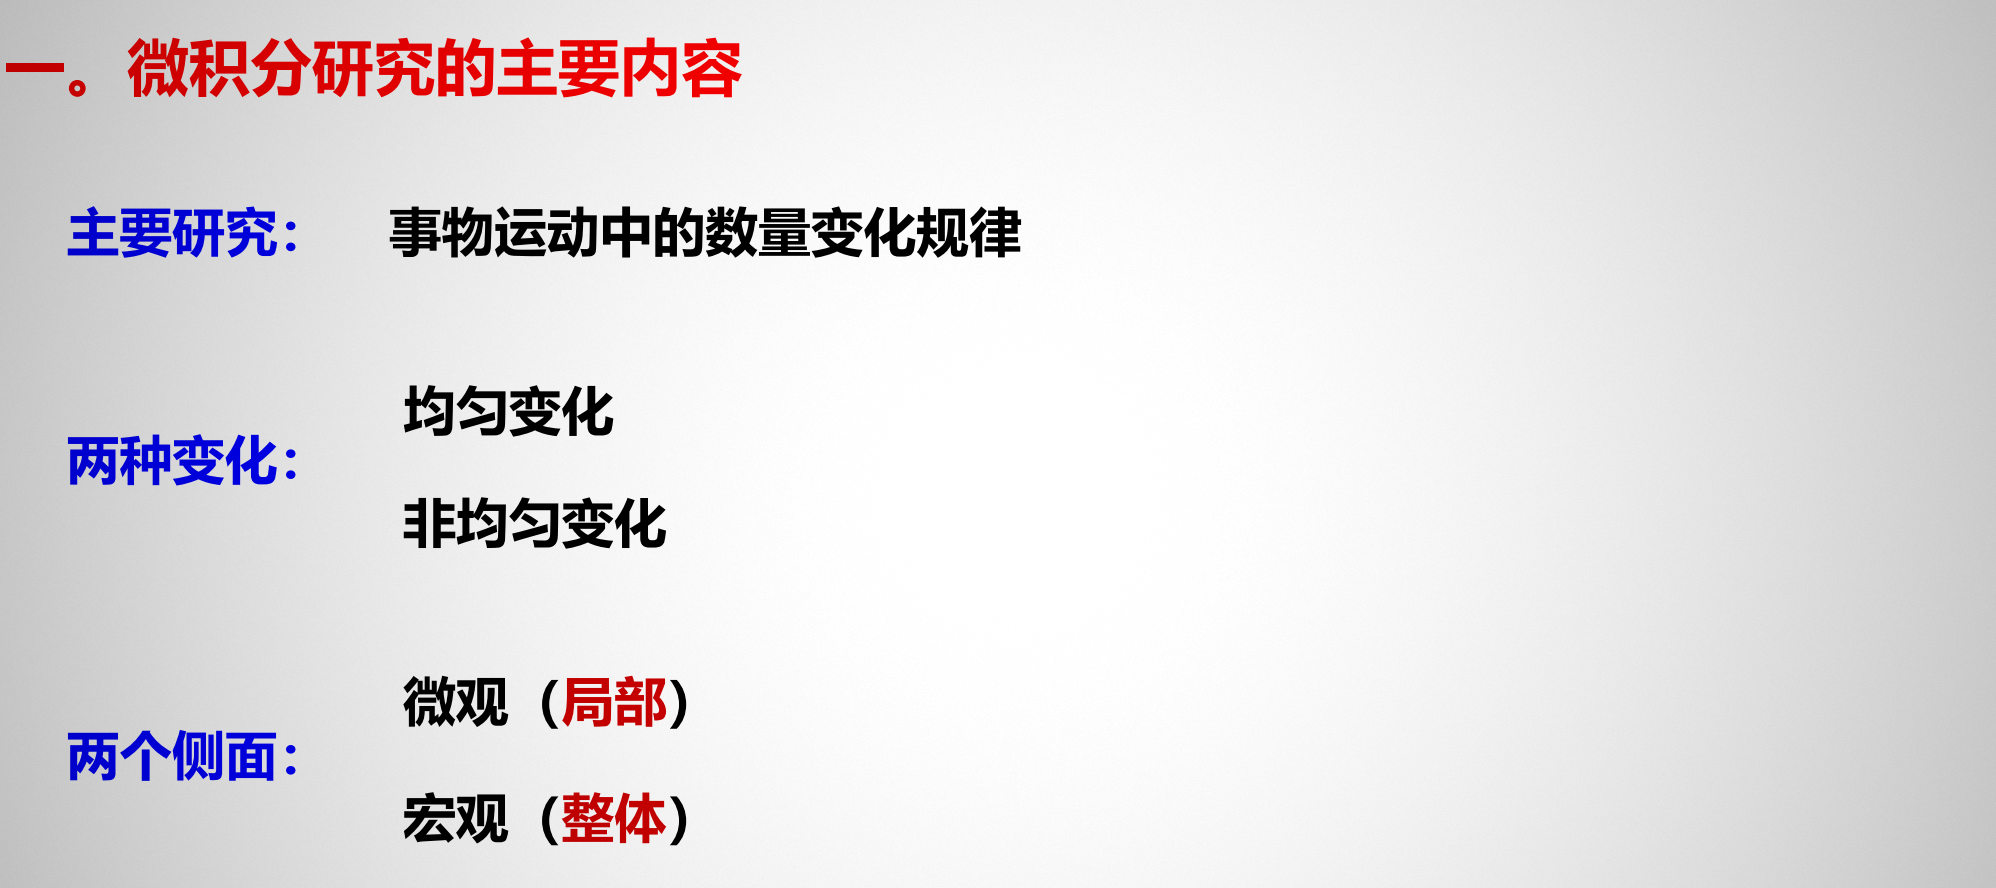 一。微积分研究的主要内容
主要研究： 事物运动中的数量变化规律
均匀变化
两种变化：
非均匀变化
微观（局部）
两个侧面：
宏观（整体）